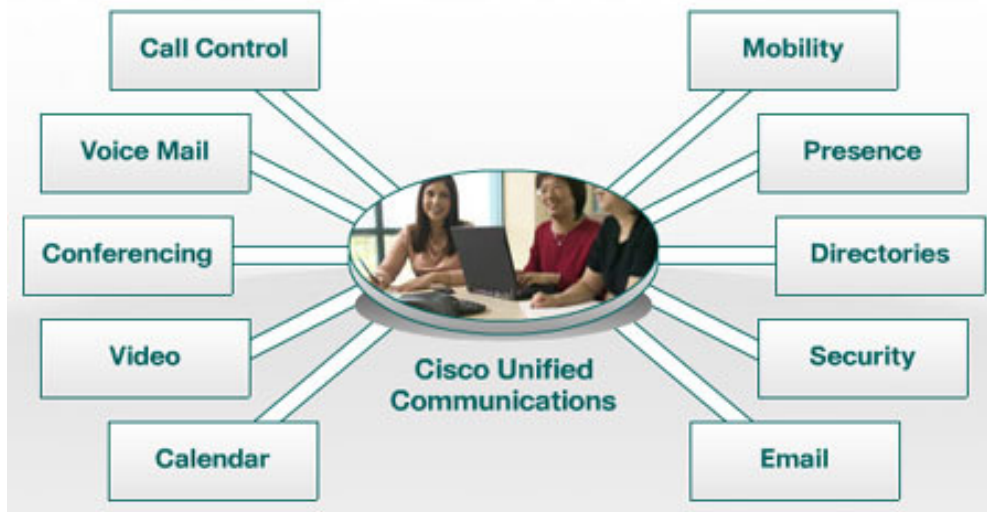 Call Control
Mobility
Voice Mail
Presence
Conferencing
Directories
Video
Security
Cisco Unified
Communications
Calendar
Email